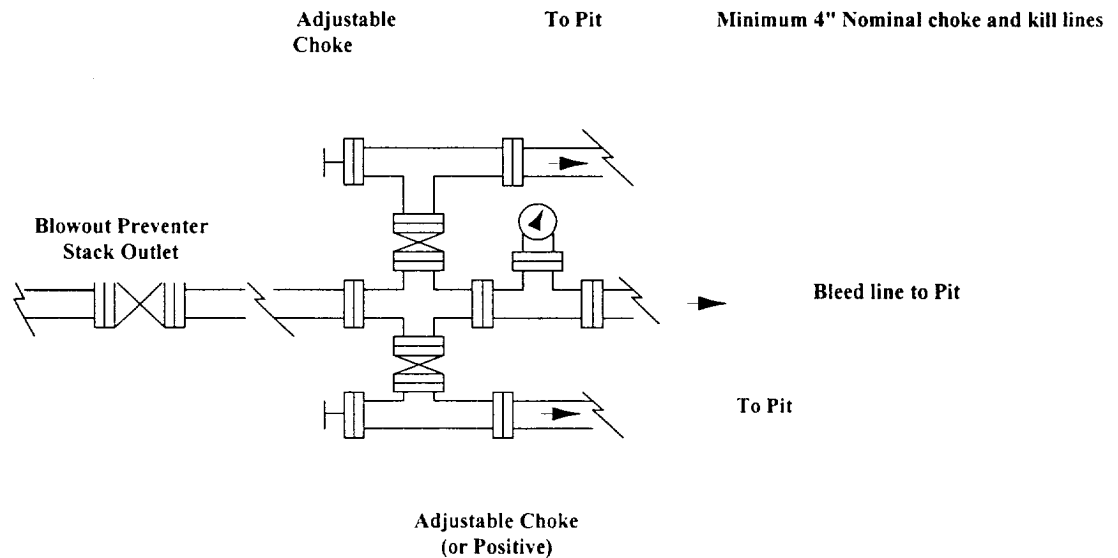 Adjustable
Choke
To Pit
Minimum 4" Nominal choke and kill lines
Blowout Preventer
Stack Outlet
Bleed line to Pit
To Pit
Adjustable Choke
(or Positive)